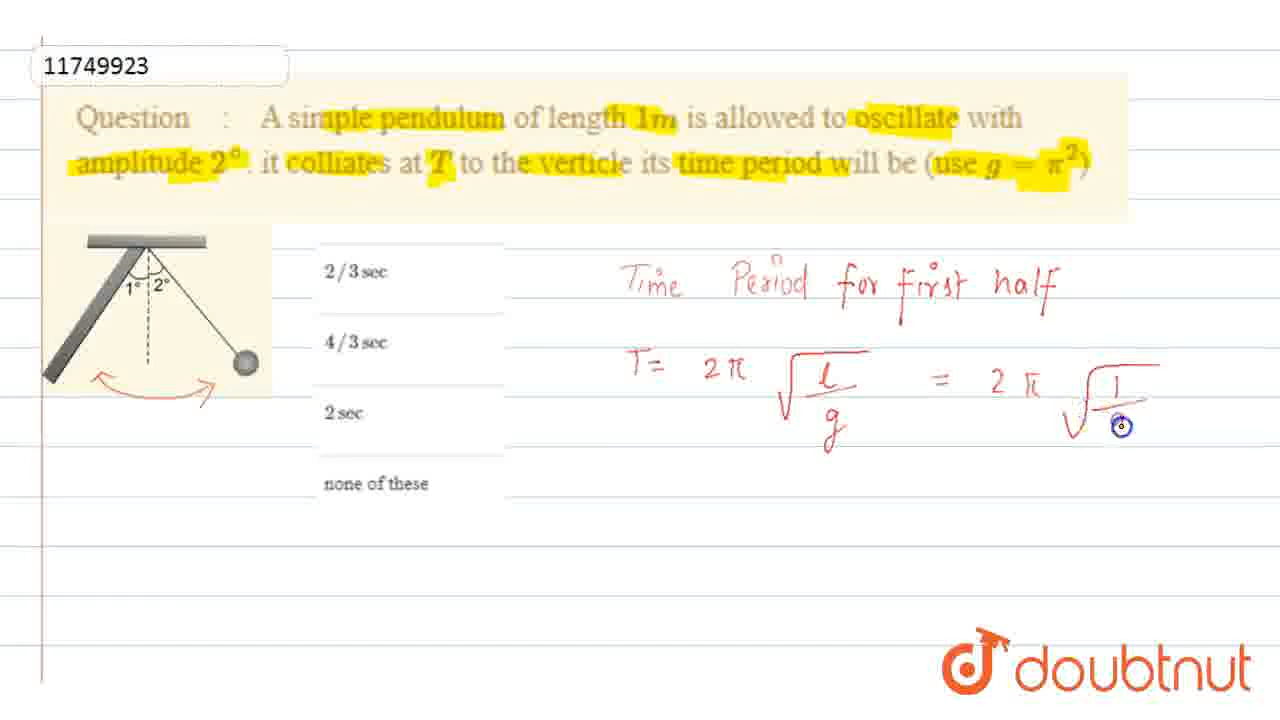 11749923
Question : A simple pendulum of length 1m is allowed to oscillate with
amplitude 2°. it colliates at T to the verticle its time period will be (use g = π²)
1° 2°
2/3 sec
4/3 sec
2 sec
none of these
Time Period for first half
T= 2π √l/g = 2 π √1/
doubtnut